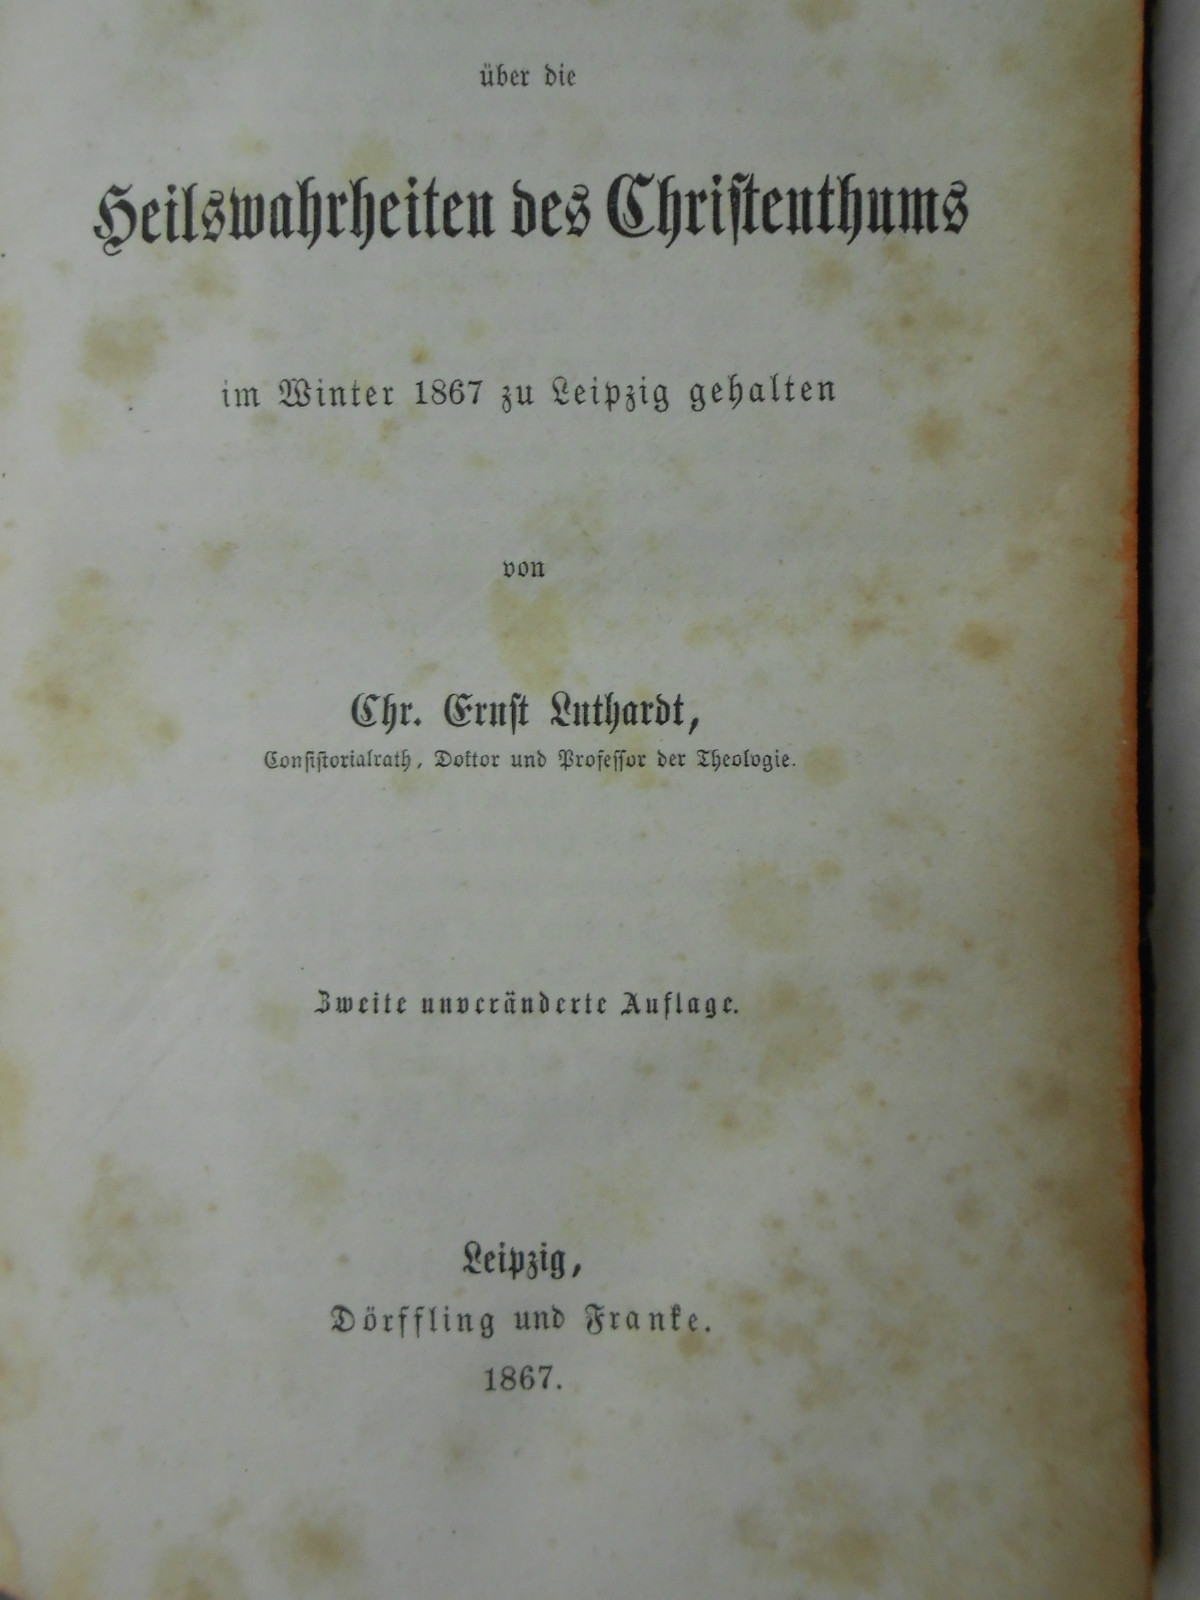 über die
Heilswahrheiten des Chriſtenthums
im Winter 1867 zu Leipzig gehalten
von
Chr. Ernſt Luthardt,
Conſiſtorialrath, Doktor und Profeſſor der Theologie.
Zweite unveränderte Auflage.
Leipzig,
Dörffling und Franke.
1867.